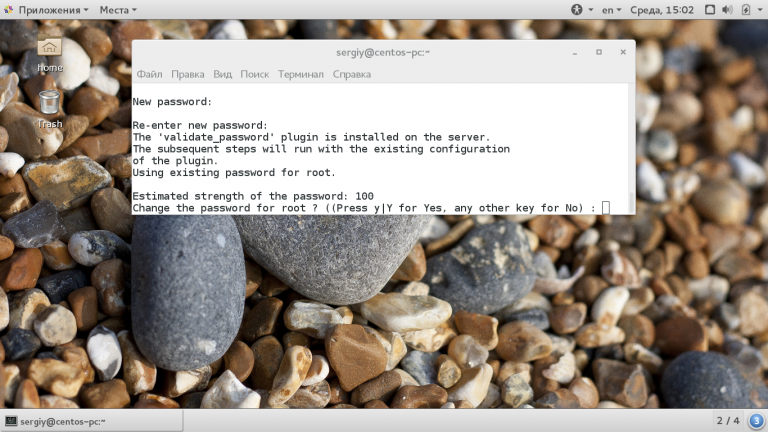 Приложения Места en Среда, 15:02
Home
Trash
sergiy@centos-pc:~
Файл Правка Вид Поиск Терминал Справка
New password:
Re-enter new password:
The 'validate_password' plugin is installed on the server.
The subsequent steps will run with the existing configuration
of the plugin.
Using existing password for root.
Estimated strength of the password: 100
Change the password for root ? ((Press y|Y for Yes, any other key for No) :
sergiy@centos-pc:~ 2 / 4 3